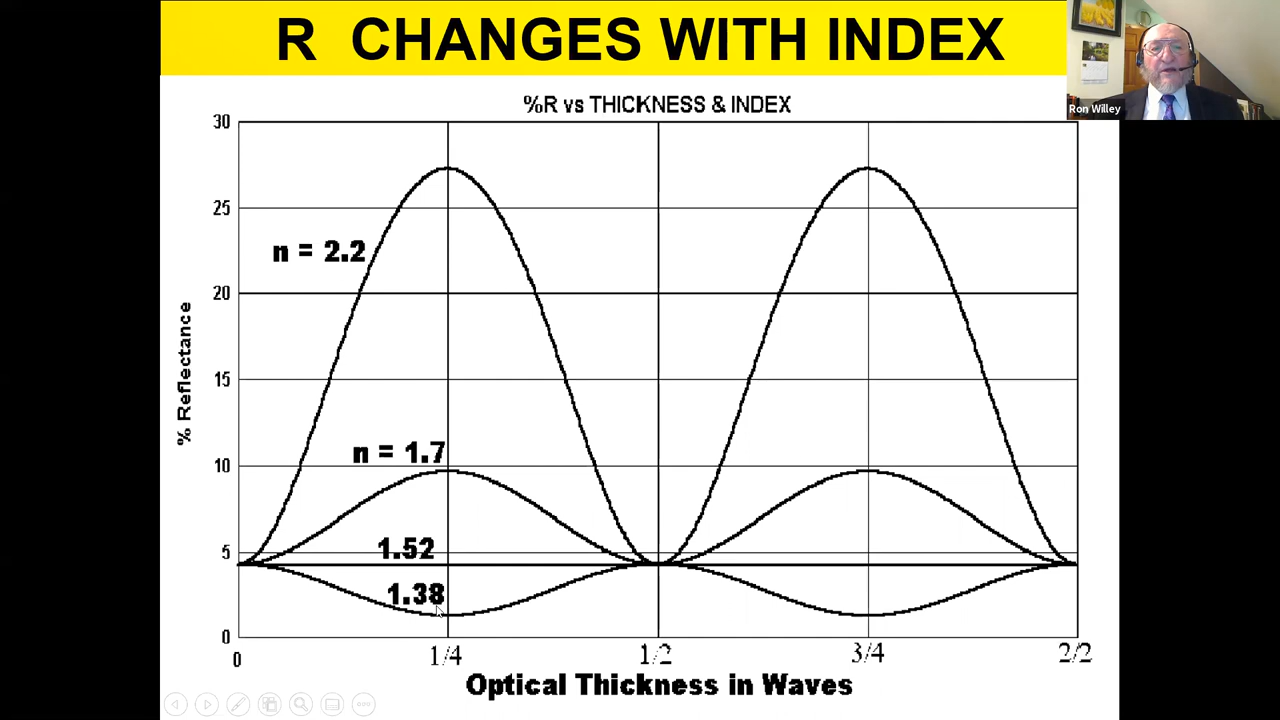 R CHANGES WITH INDEX
Ron Willey
%R vs THICKNESS & INDEX
30
25
20
15
10
5
0
% Reflectance
n = 2.2
n = 1.7
1.52
1.38
0
1/4
1/2
3/4
2/2
Optical Thickness in Waves